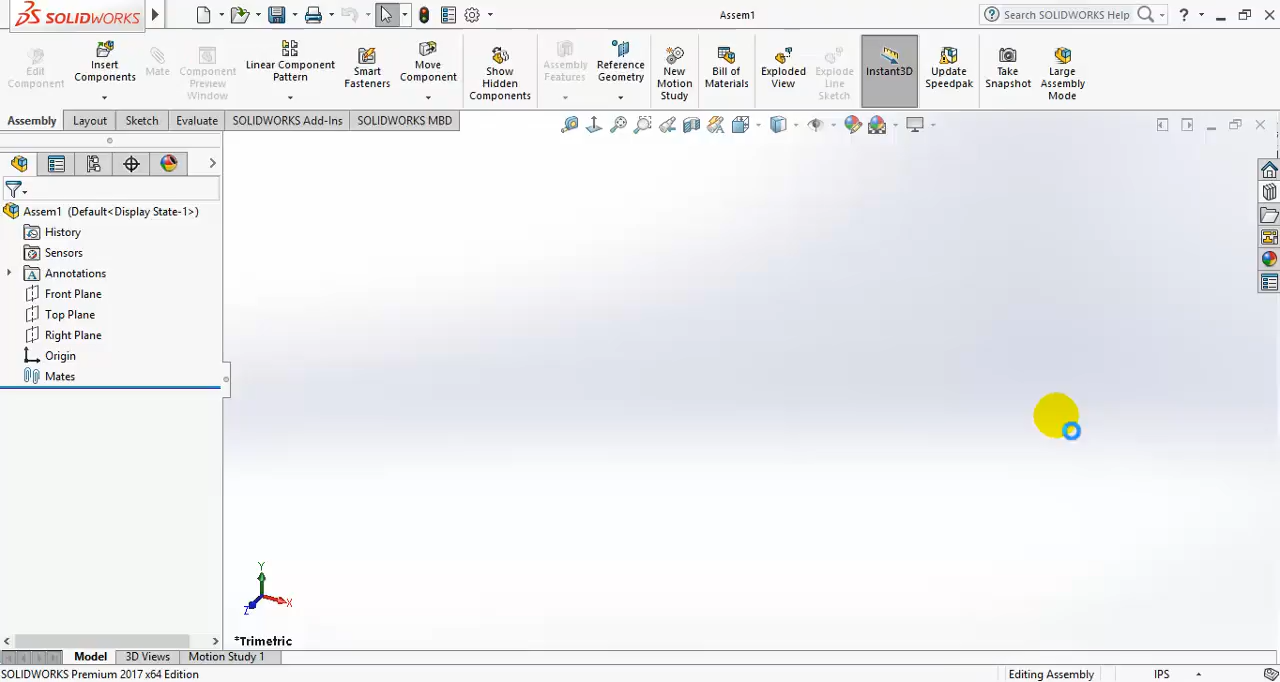 SOLIDWORKS
Assem1
Search SOLIDWORKS Help
?
Edit Component
Insert Components
Mate
Component Preview Window
Linear Component Pattern
Smart Fasteners
Move Component
Show Hidden Components
Assembly Features
Reference Geometry
New Motion Study
Bill of Materials
Exploded View
Explode Line Sketch
Instant3D
Update Speedpak
Take Snapshot
Large Assembly Mode
Assembly
Layout
Sketch
Evaluate
SOLIDWORKS Add-Ins
SOLIDWORKS MBD
Assem1 (Default<Display State-1>)
History
Sensors
Annotations
Front Plane
Top Plane
Right Plane
Origin
Mates
Y
X
Z
*Trimetric
Model
3D Views
Motion Study 1
SOLIDWORKS Premium 2017 x64 Edition
Editing Assembly
IPS